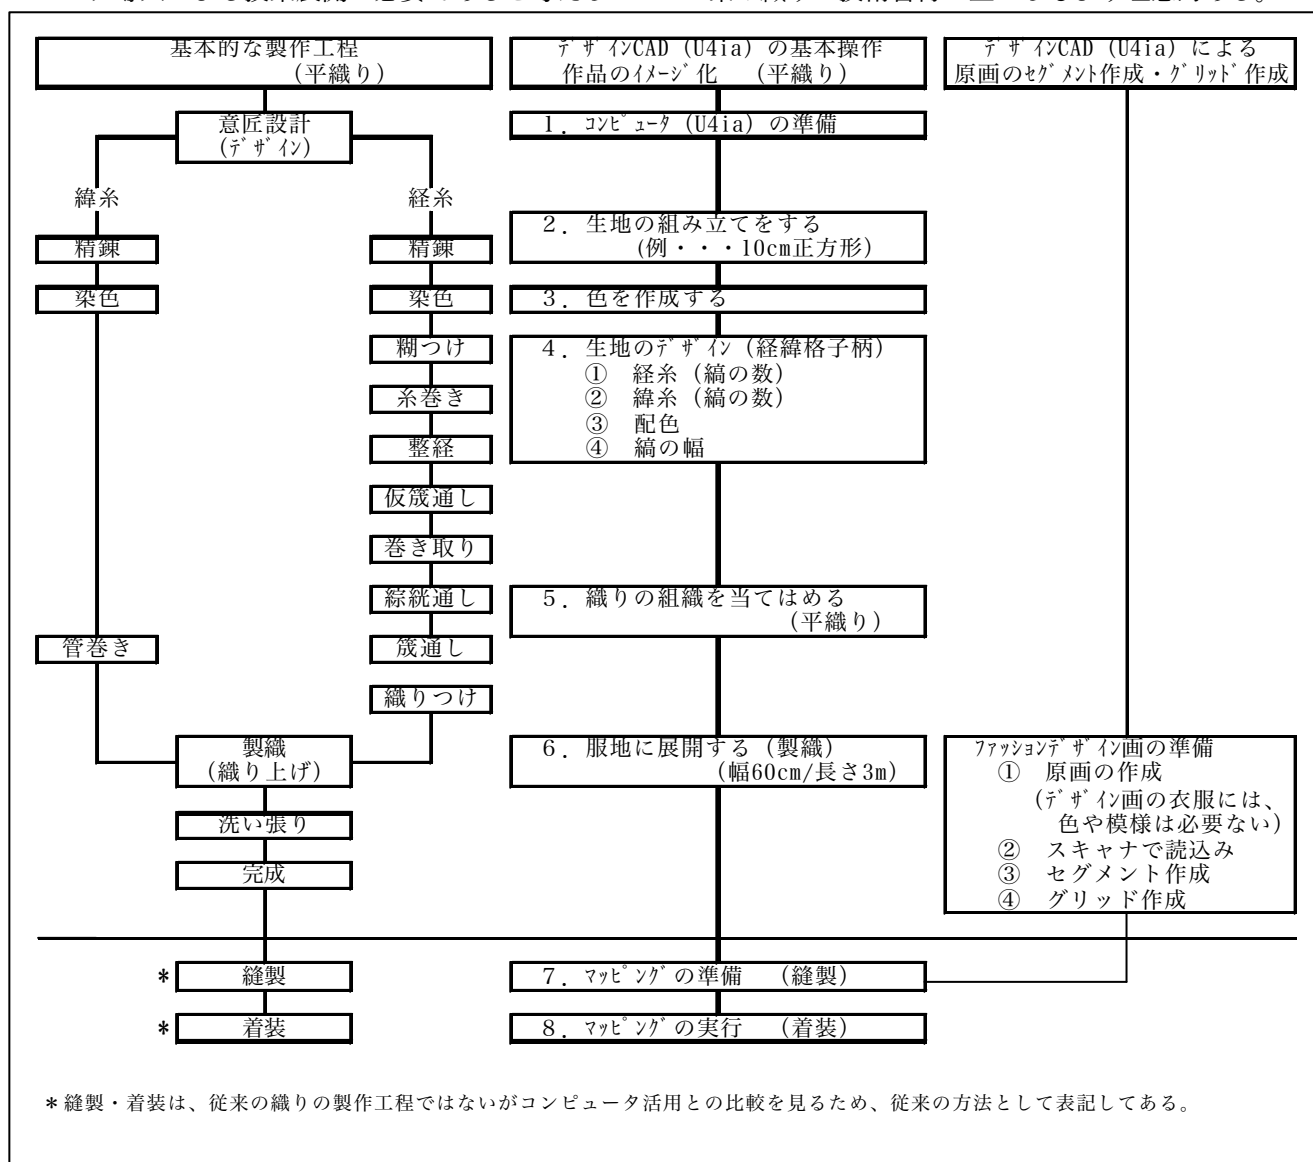 基本的な製作工程
(平織り)
意匠設計
(ﾃﾞｻﾞｲﾝ)
緯糸
経糸
精錬
精錬
染色
染色
糊つけ
糸巻き
整経
仮筬通し
巻き取り
綜絖通し
管巻き
筬通し
織りつけ
製織
(織り上げ)
洗い張り
完成
* 縫製
* 着装
ﾃﾞｻﾞｲﾝCAD (U4ia) の基本操作
作品のｲﾒｰｼﾞ化 (平織り)
1. ｺﾝﾋﾟｭｰﾀ (U4ia) の準備
2. 生地の組み立てをする
(例・・・10cm正方形)
3. 色を作成する
4. 生地のﾃﾞｻﾞｲﾝ (経緯格子柄)
① 経糸 (縞の数)
② 緯糸 (縞の数)
③ 配色
④ 縞の幅
5. 織りの組織を当てはめる
(平織り)
6. 服地に展開する (製織)
(幅60cm/長さ3m)
7. ﾏｯﾋﾟﾝｸﾞの準備 (縫製)
8. ﾏｯﾋﾟﾝｸﾞの実行 (着装)
ﾃﾞｻﾞｲﾝCAD (U4ia) による
原画のｾｸﾞﾒﾝﾄ作成・ｸﾞﾘｯﾄﾞ作成
ﾌｧｯｼｮﾝﾃﾞｻﾞｲﾝ画の準備
① 原画の作成
(ﾃﾞｻﾞｲﾝ画の衣服には、
色や模様は必要ない)
② スキャナで読込み
③ セグメント作成
④ グリッド作成
* 縫製・着装は、従来の織りの製作工程ではないがコンピュータ活用との比較を見るため、従来の方法として表記してある。